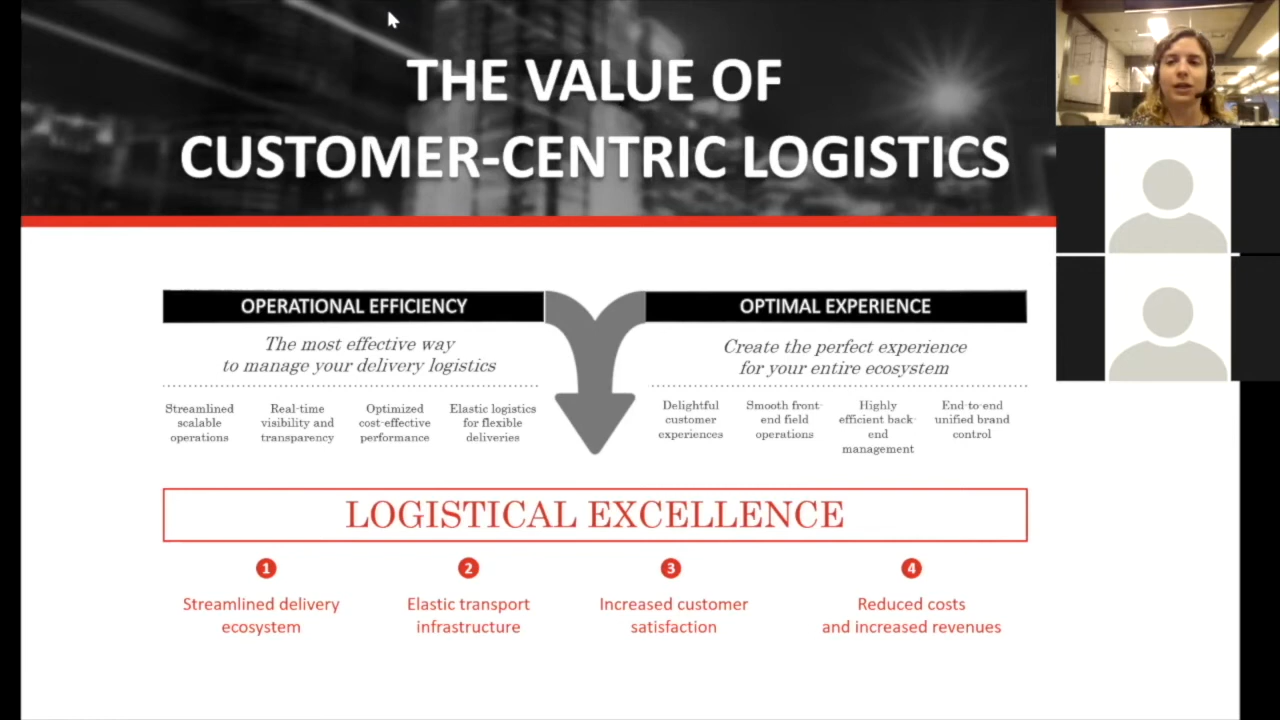 THE VALUE OF
CUSTOMER-CENTRIC LOGISTICS
OPERATIONAL EFFICIENCY
The most effective way
to manage your delivery logistics
Streamlined
scalable
operations
Real-time
visibility and
transparency
Optimized
cost-effective
performance
Elastic logistics
for flexible
deliveries
OPTIMAL EXPERIENCE
Create the perfect experience
for your entire ecosystem
Delightful
customer
experiences
Smooth front-
end field
operations
Highly
efficient back-
end
management
End-to-end
unified brand
control
LOGISTICAL EXCELLENCE
1
Streamlined delivery
ecosystem
2
Elastic transport
infrastructure
3
Increased customer
satisfaction
4
Reduced costs
and increased revenues